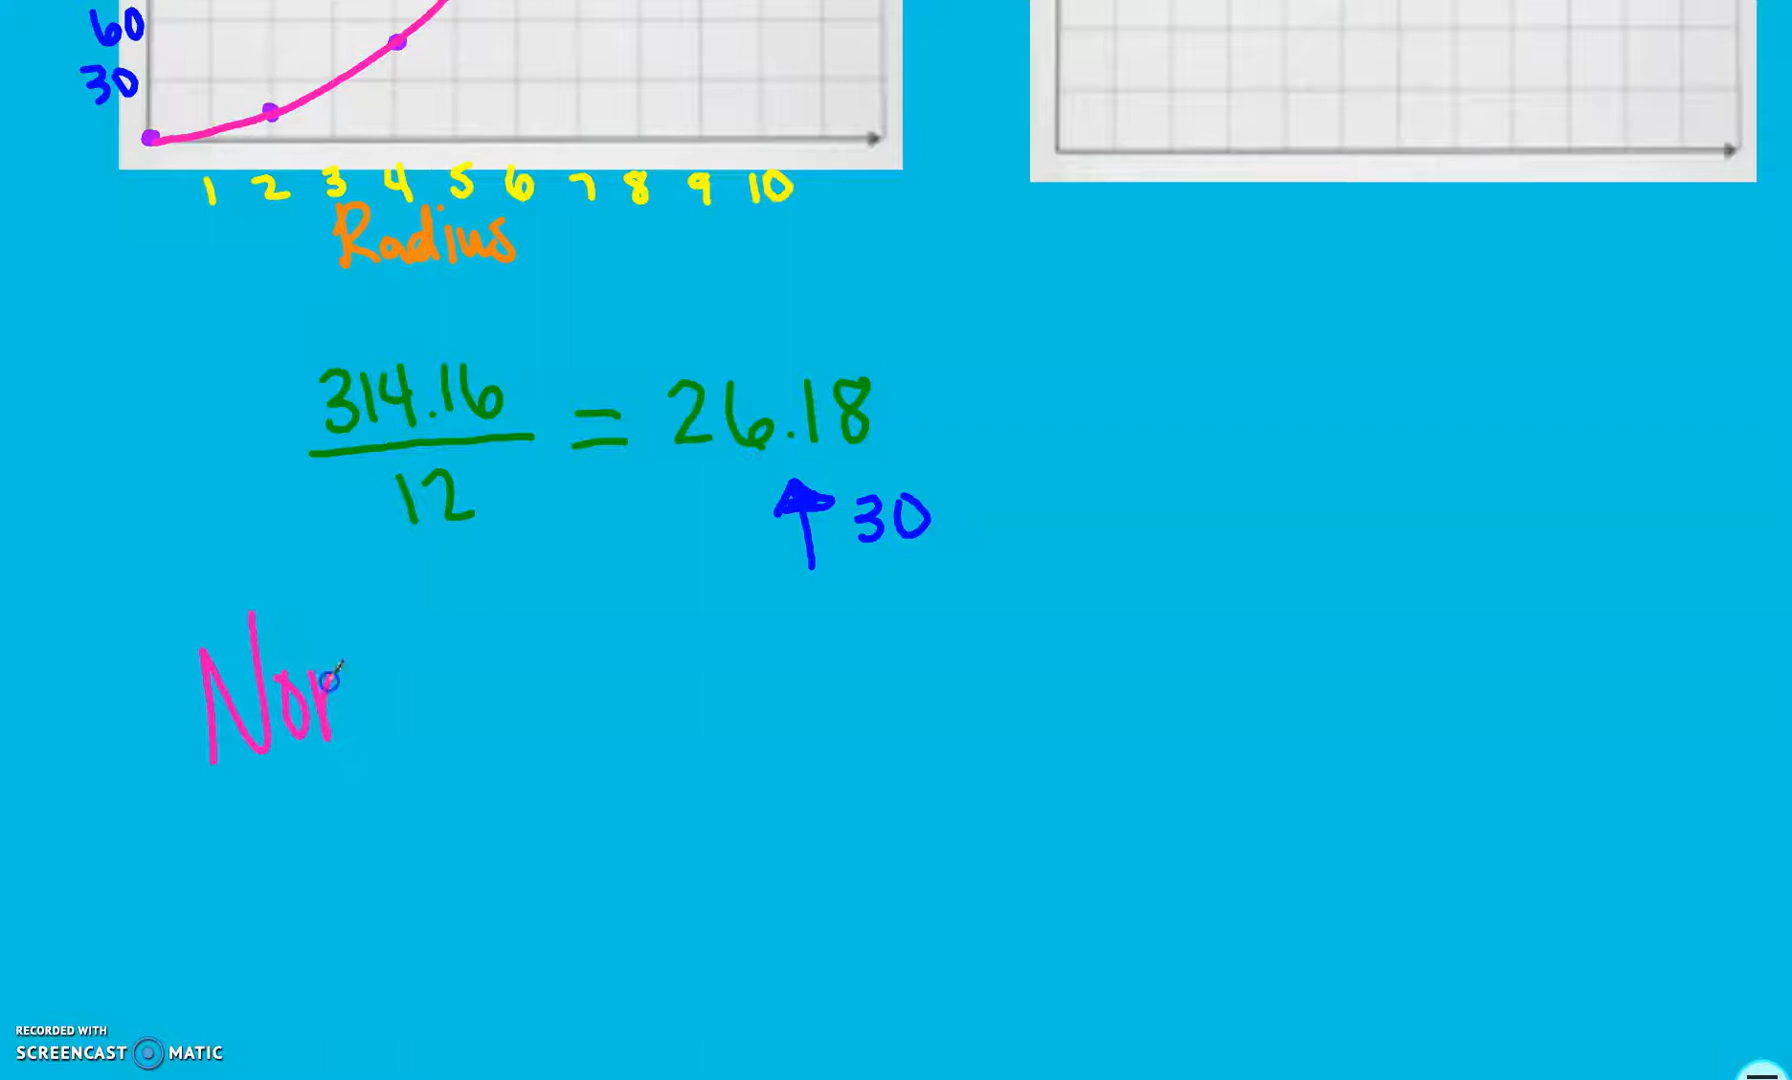 60
30
1 2 3 4 5 6 7 8 9 10
Radius
314.16
12
= 26.18
30
Non
RECORDED WITH
SCREENCAST MATIC